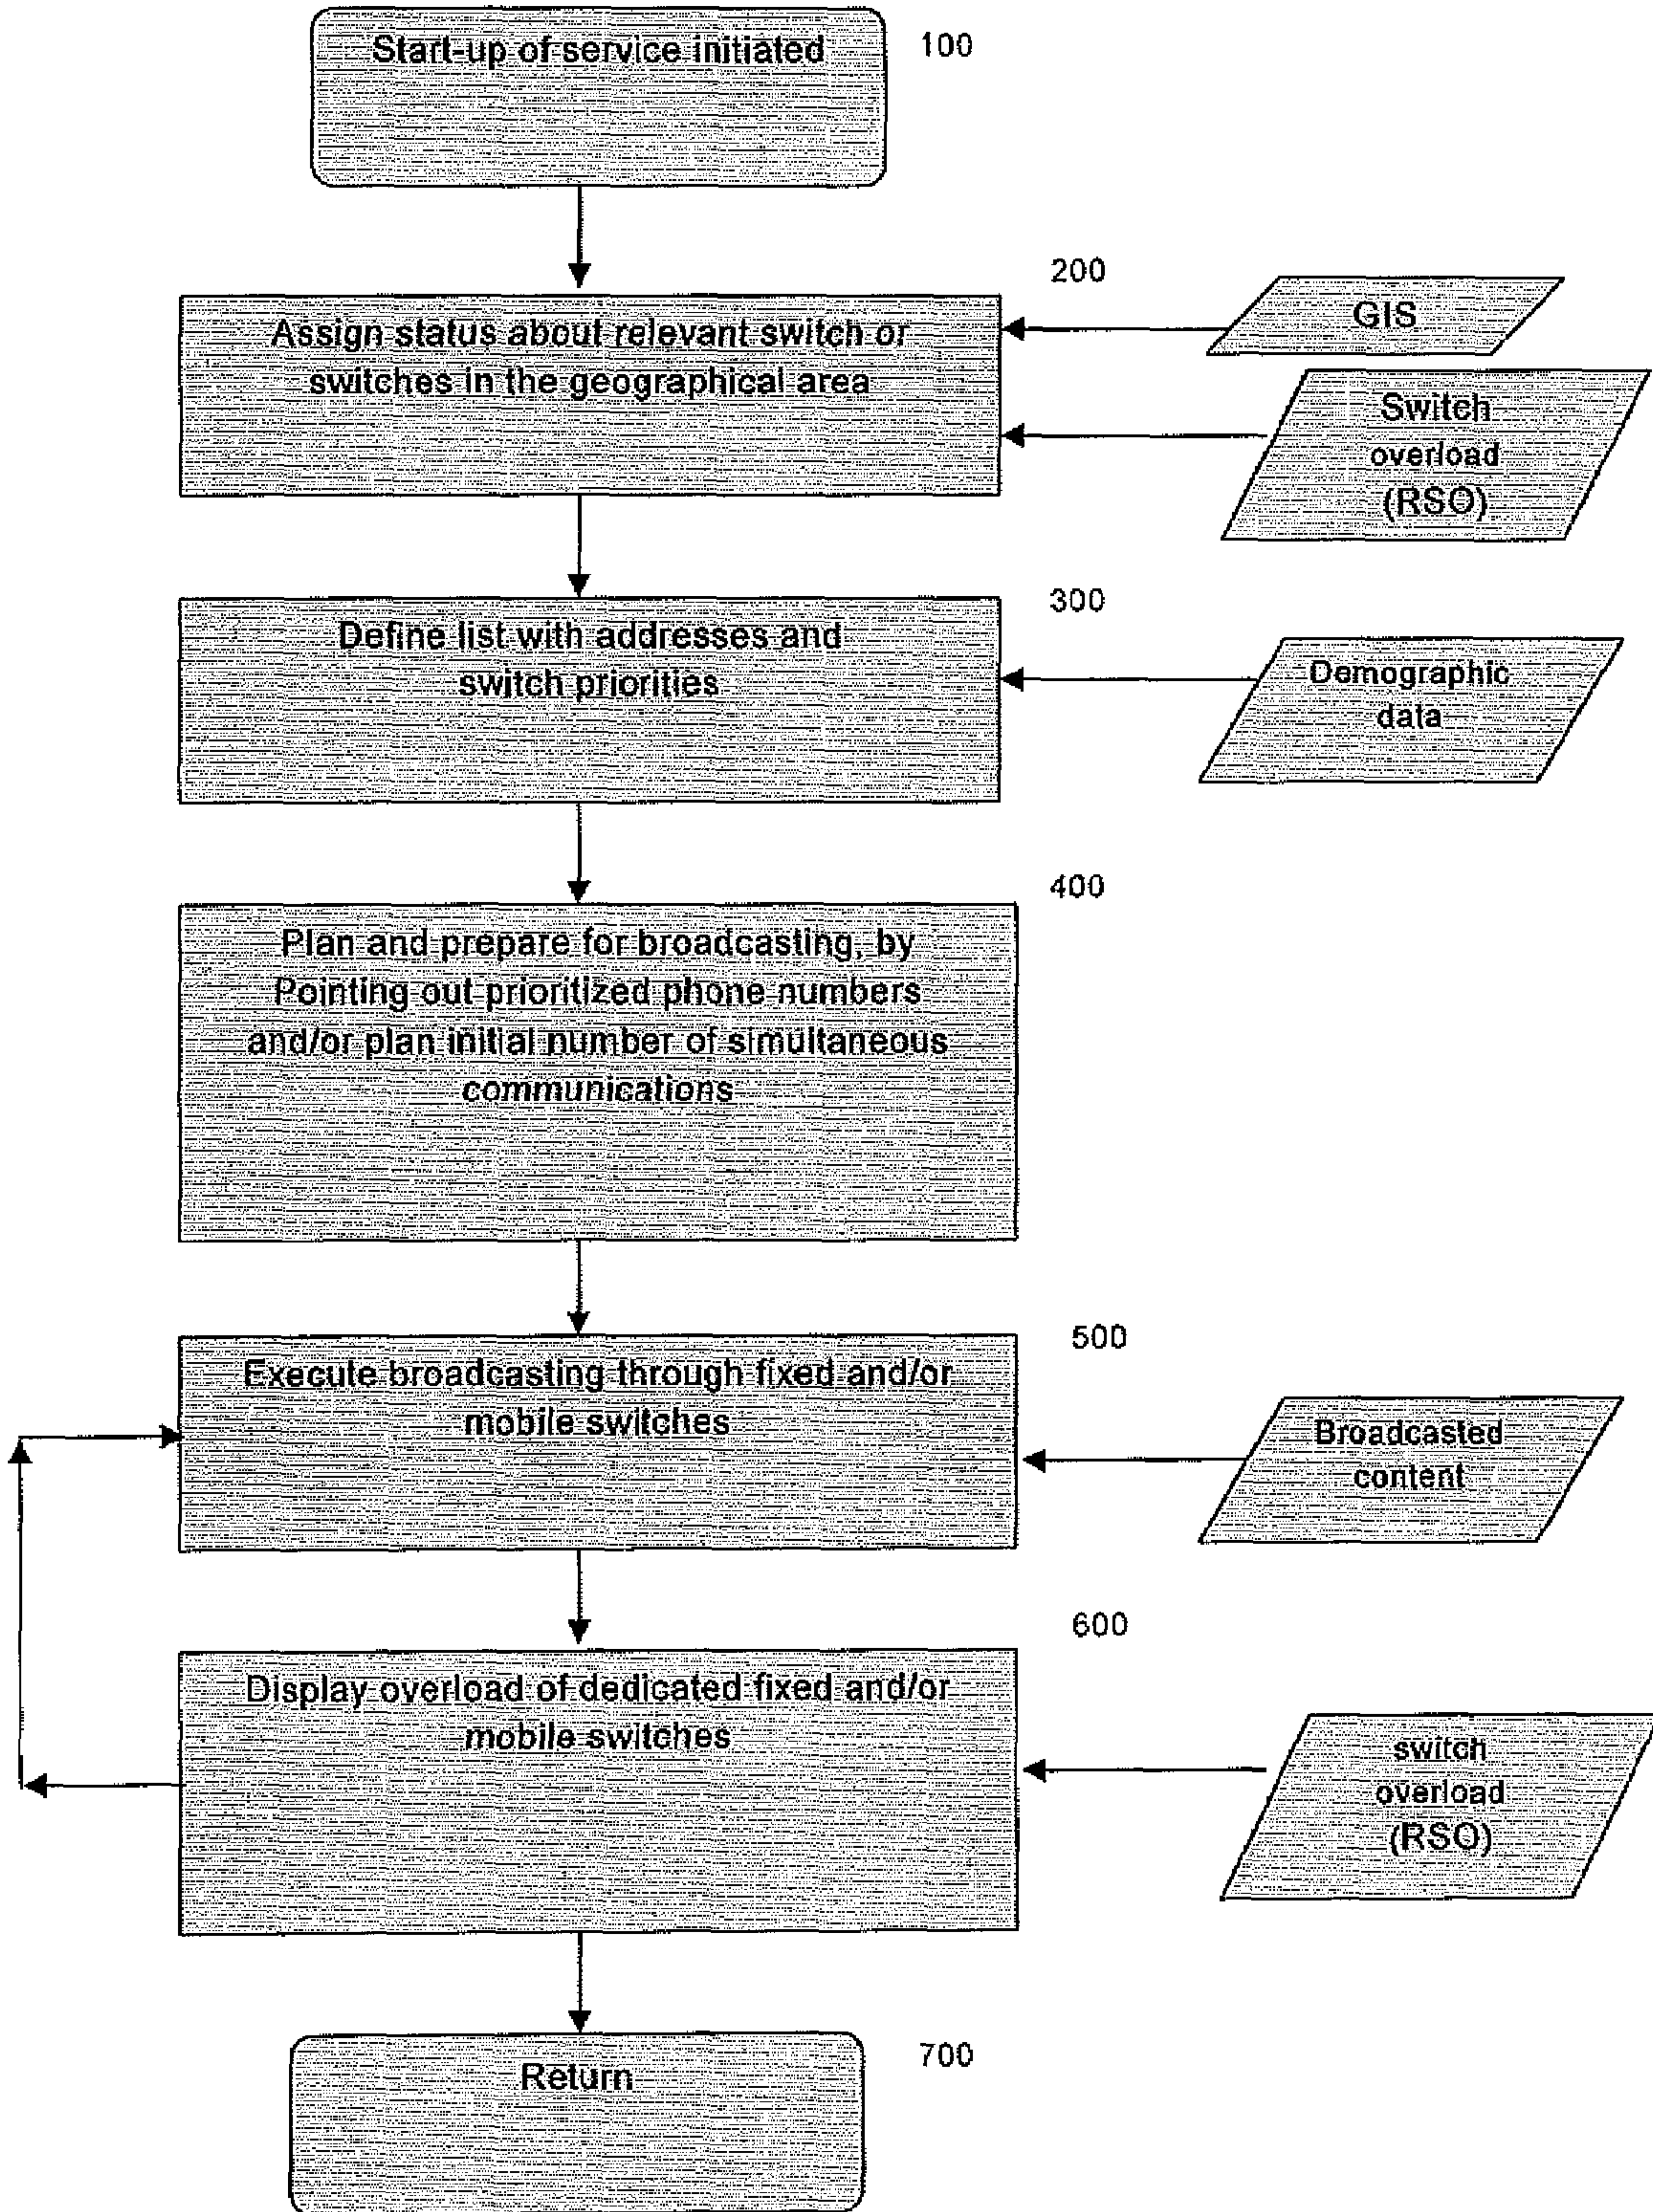 Start-up of service initiated
100
200
Assign status about relevant switch or
switches in the geographical area
GIS
Switch
overload
(RSO)
300
Define list with addresses and
switch priorities
Demographic
data
400
Plan and prepare for broadcasting, by
Pointing out prioritized phone numbers
and/or plan initial number of simultaneous
communications
500
Execute broadcasting through fixed and/or
mobile switches
Broadcasted
content
600
Display overload of dedicated fixed and/or
mobile switches
switch
overload
(RSO)
Return
700